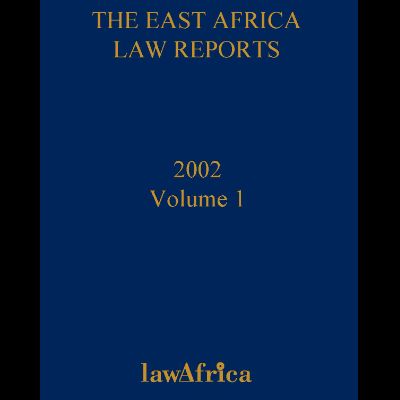 THE EAST AFRICA
LAW REPORTS
2002
Volume 1
lawAfrica